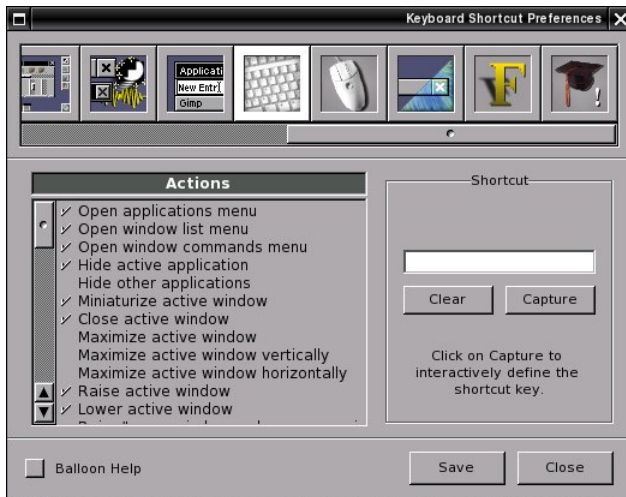 Keyboard Shortcut Preferences
Applicati
New Entr
Gimp
F
!
Actions
Open applications menu
Open window list menu
Open window commands menu
Hide active application
Hide other applications
Miniaturize active window
Close active window
Maximize active window
Maximize active window vertically
Maximize active window horizontally
Raise active window
Lower active window
Shortcut
Clear
Capture
Click on Capture to
interactively define the
shortcut key.
Balloon Help
Save
Close